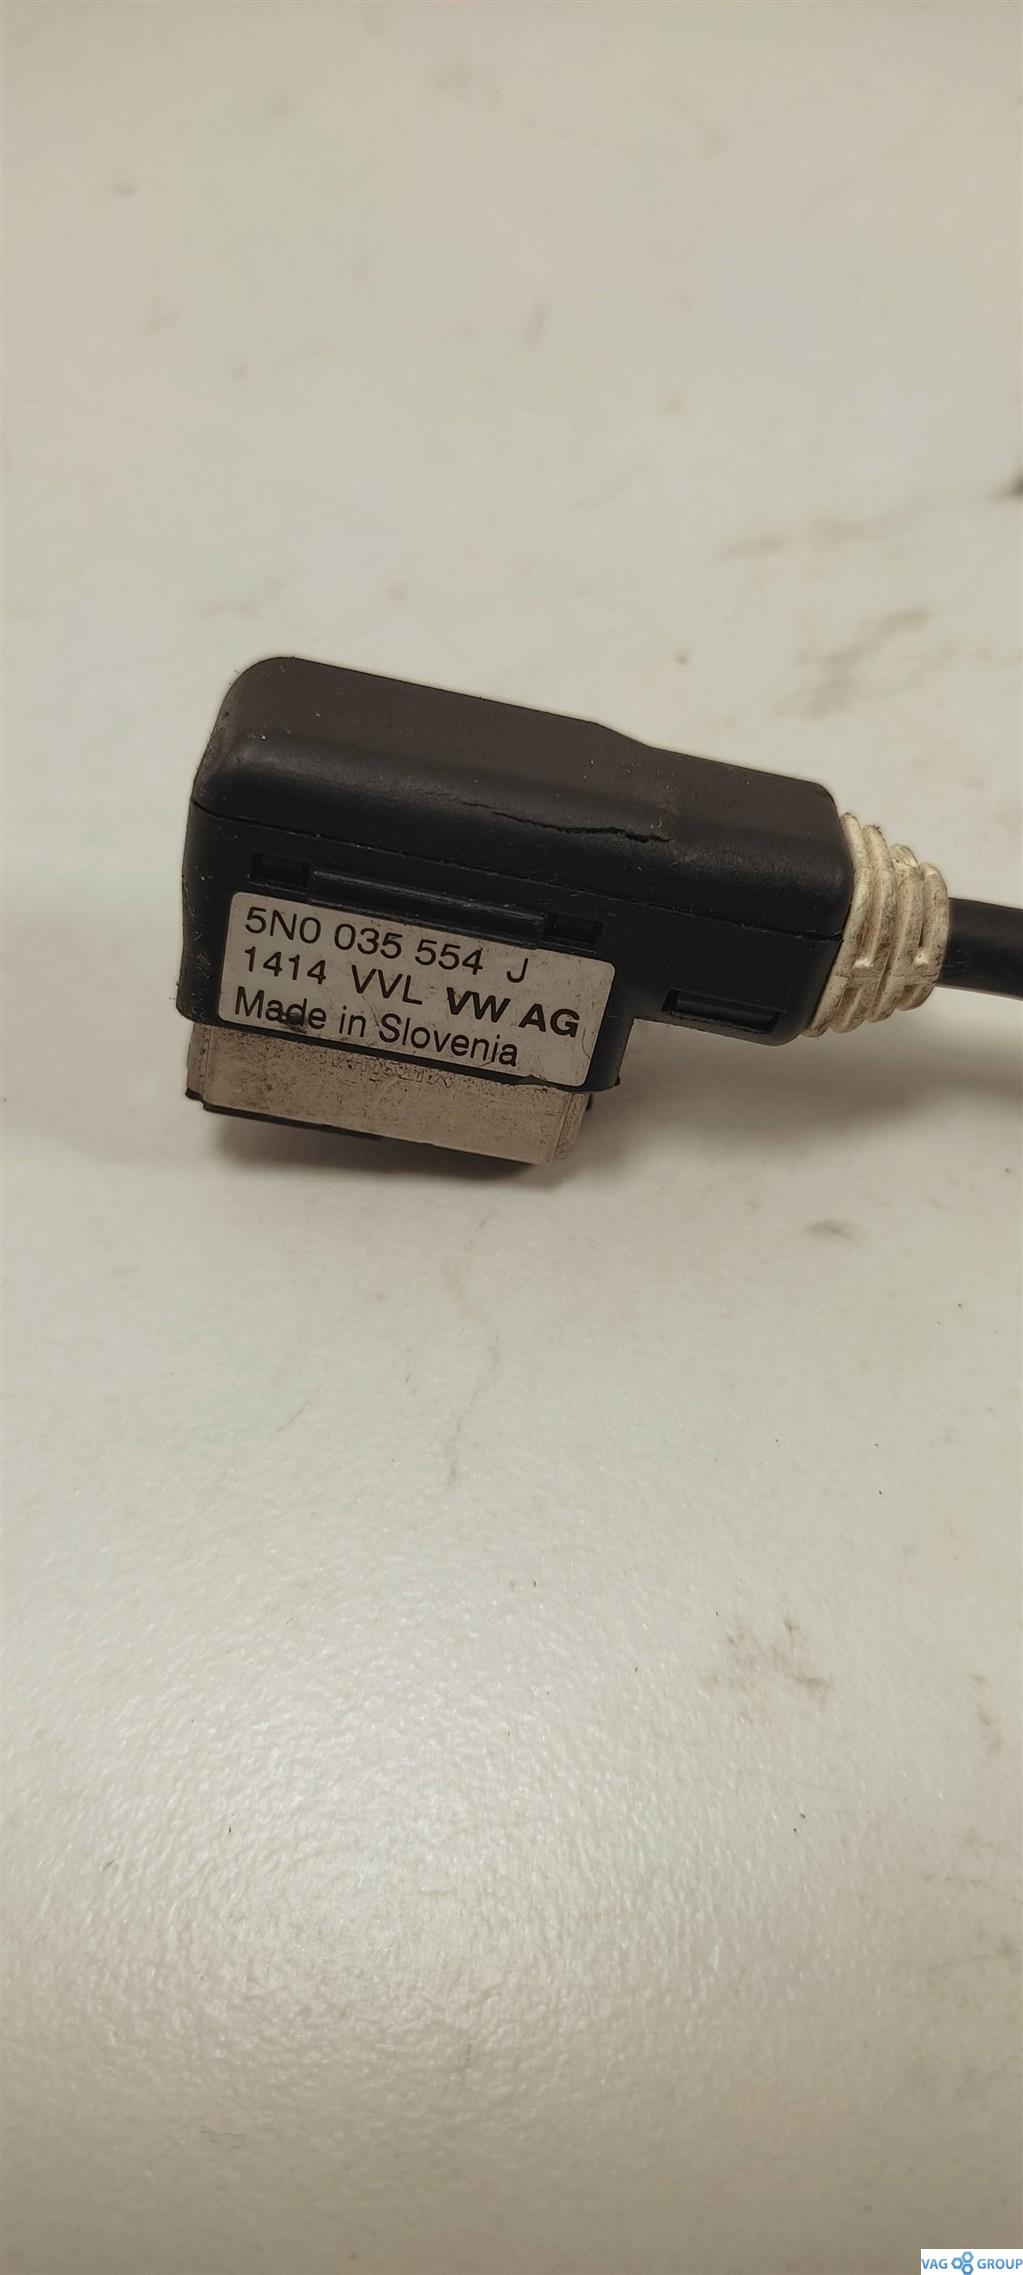 5N0 035 554 J
1414 VVL VW AG
Made in Slovenia
VAG GROUP